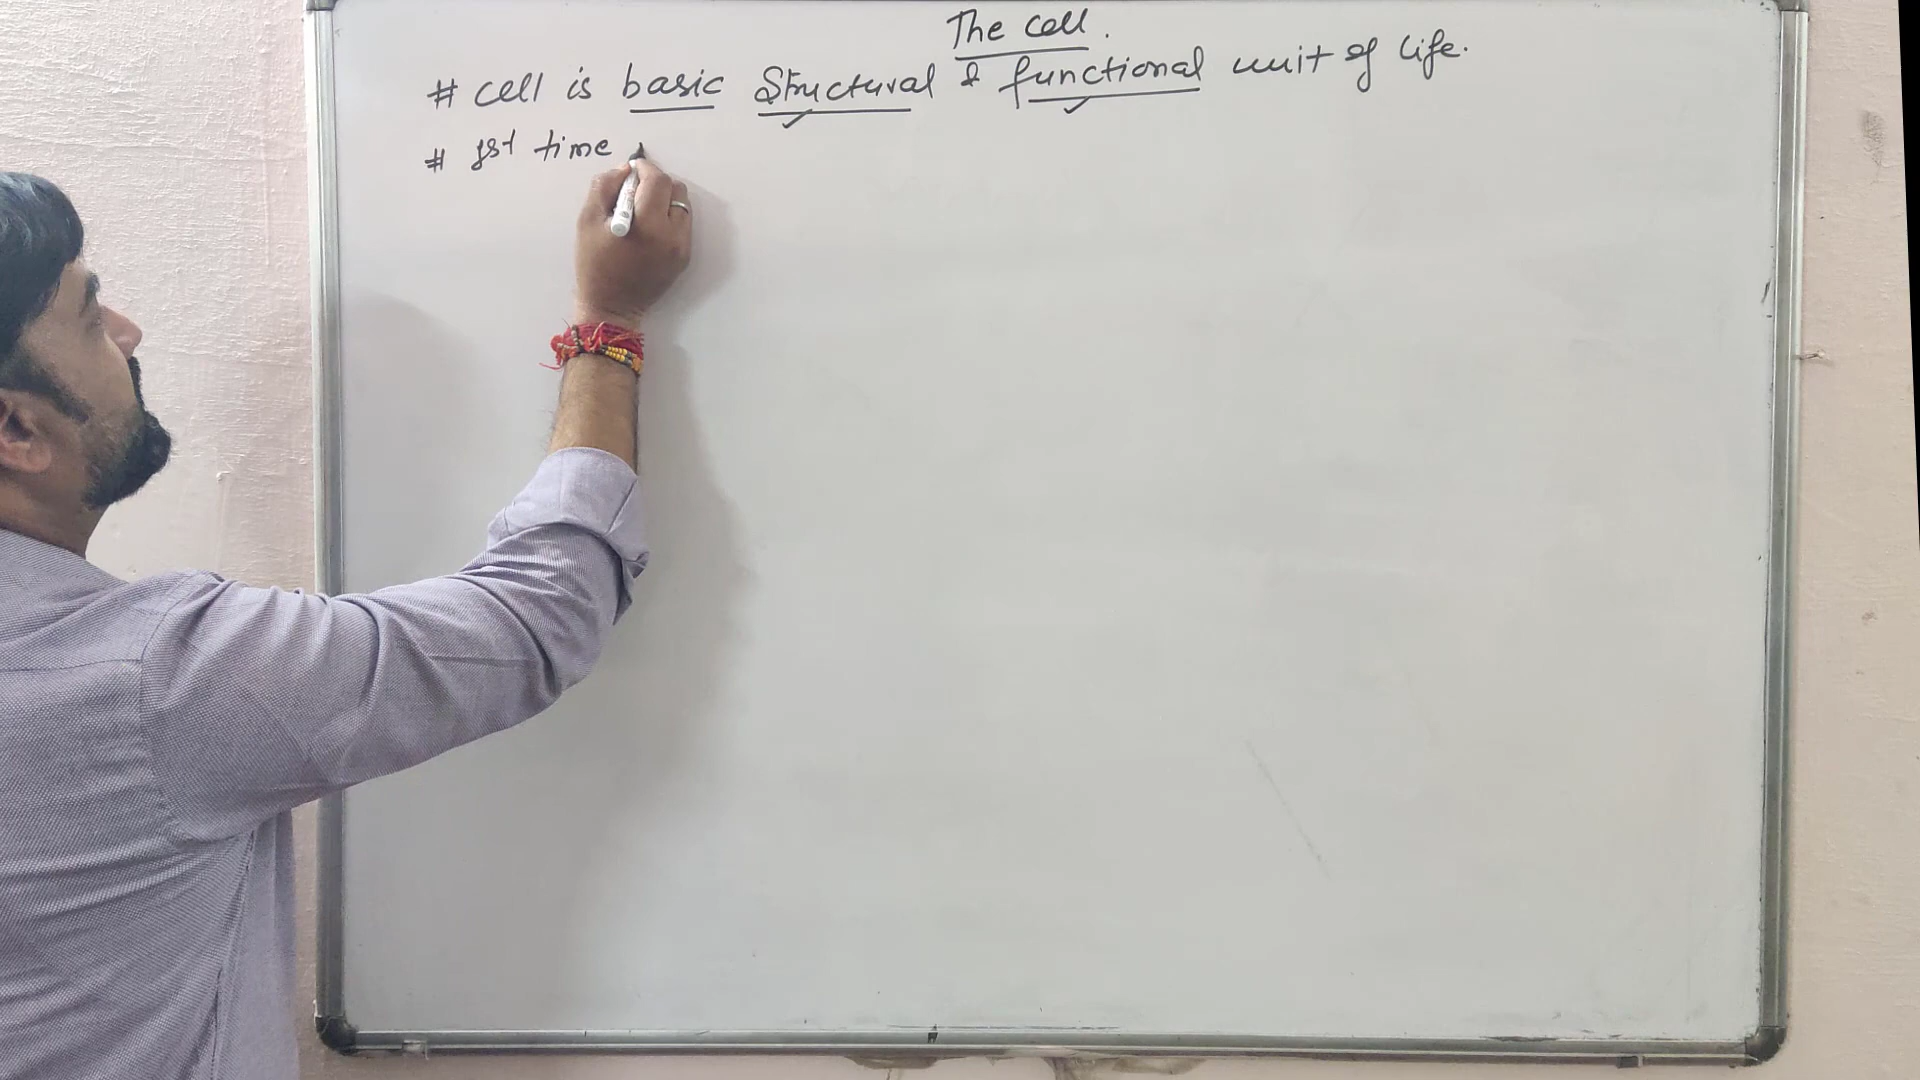 The cell.
# cell is basic structural & functional unit of life.
# 1st time